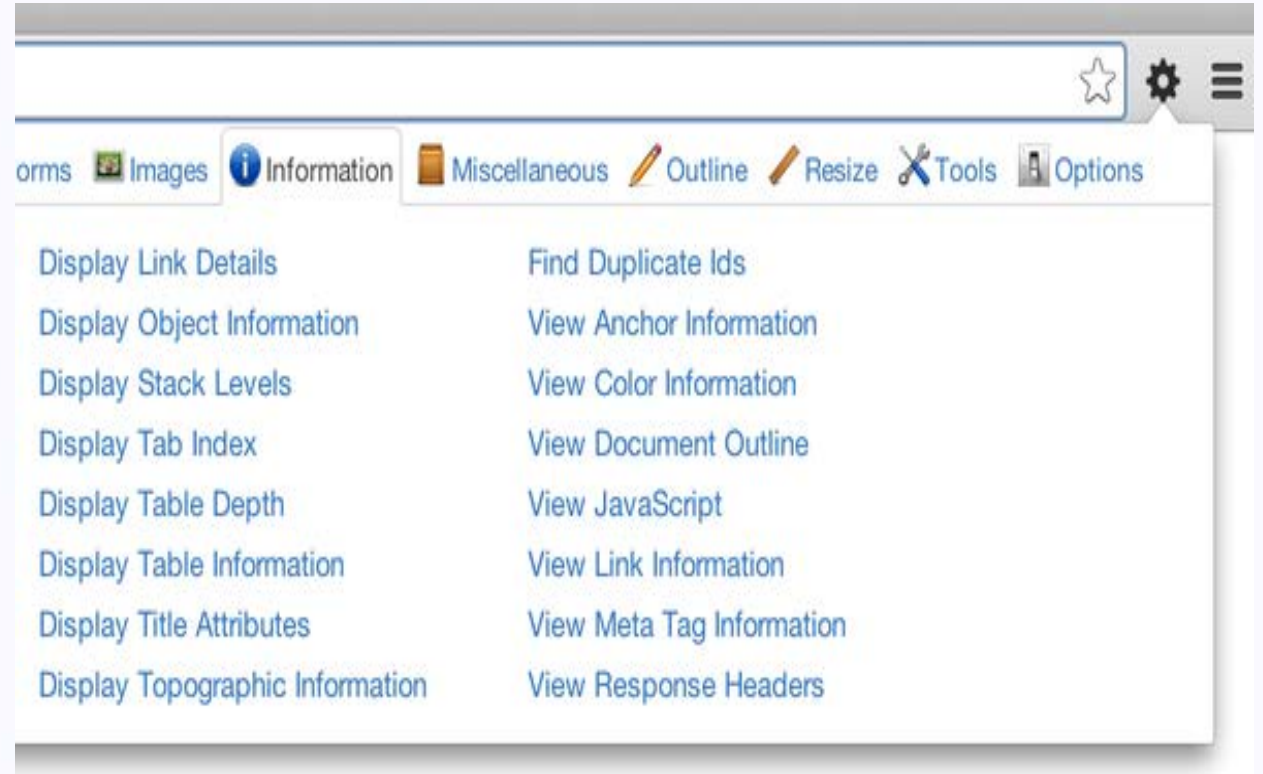 orms Images Information Miscellaneous Outline Resize Tools Options
Display Link Details
Display Object Information
Display Stack Levels
Display Tab Index
Display Table Depth
Display Table Information
Display Title Attributes
Display Topographic Information
Find Duplicate Ids
View Anchor Information
View Color Information
View Document Outline
View JavaScript
View Link Information
View Meta Tag Information
View Response Headers